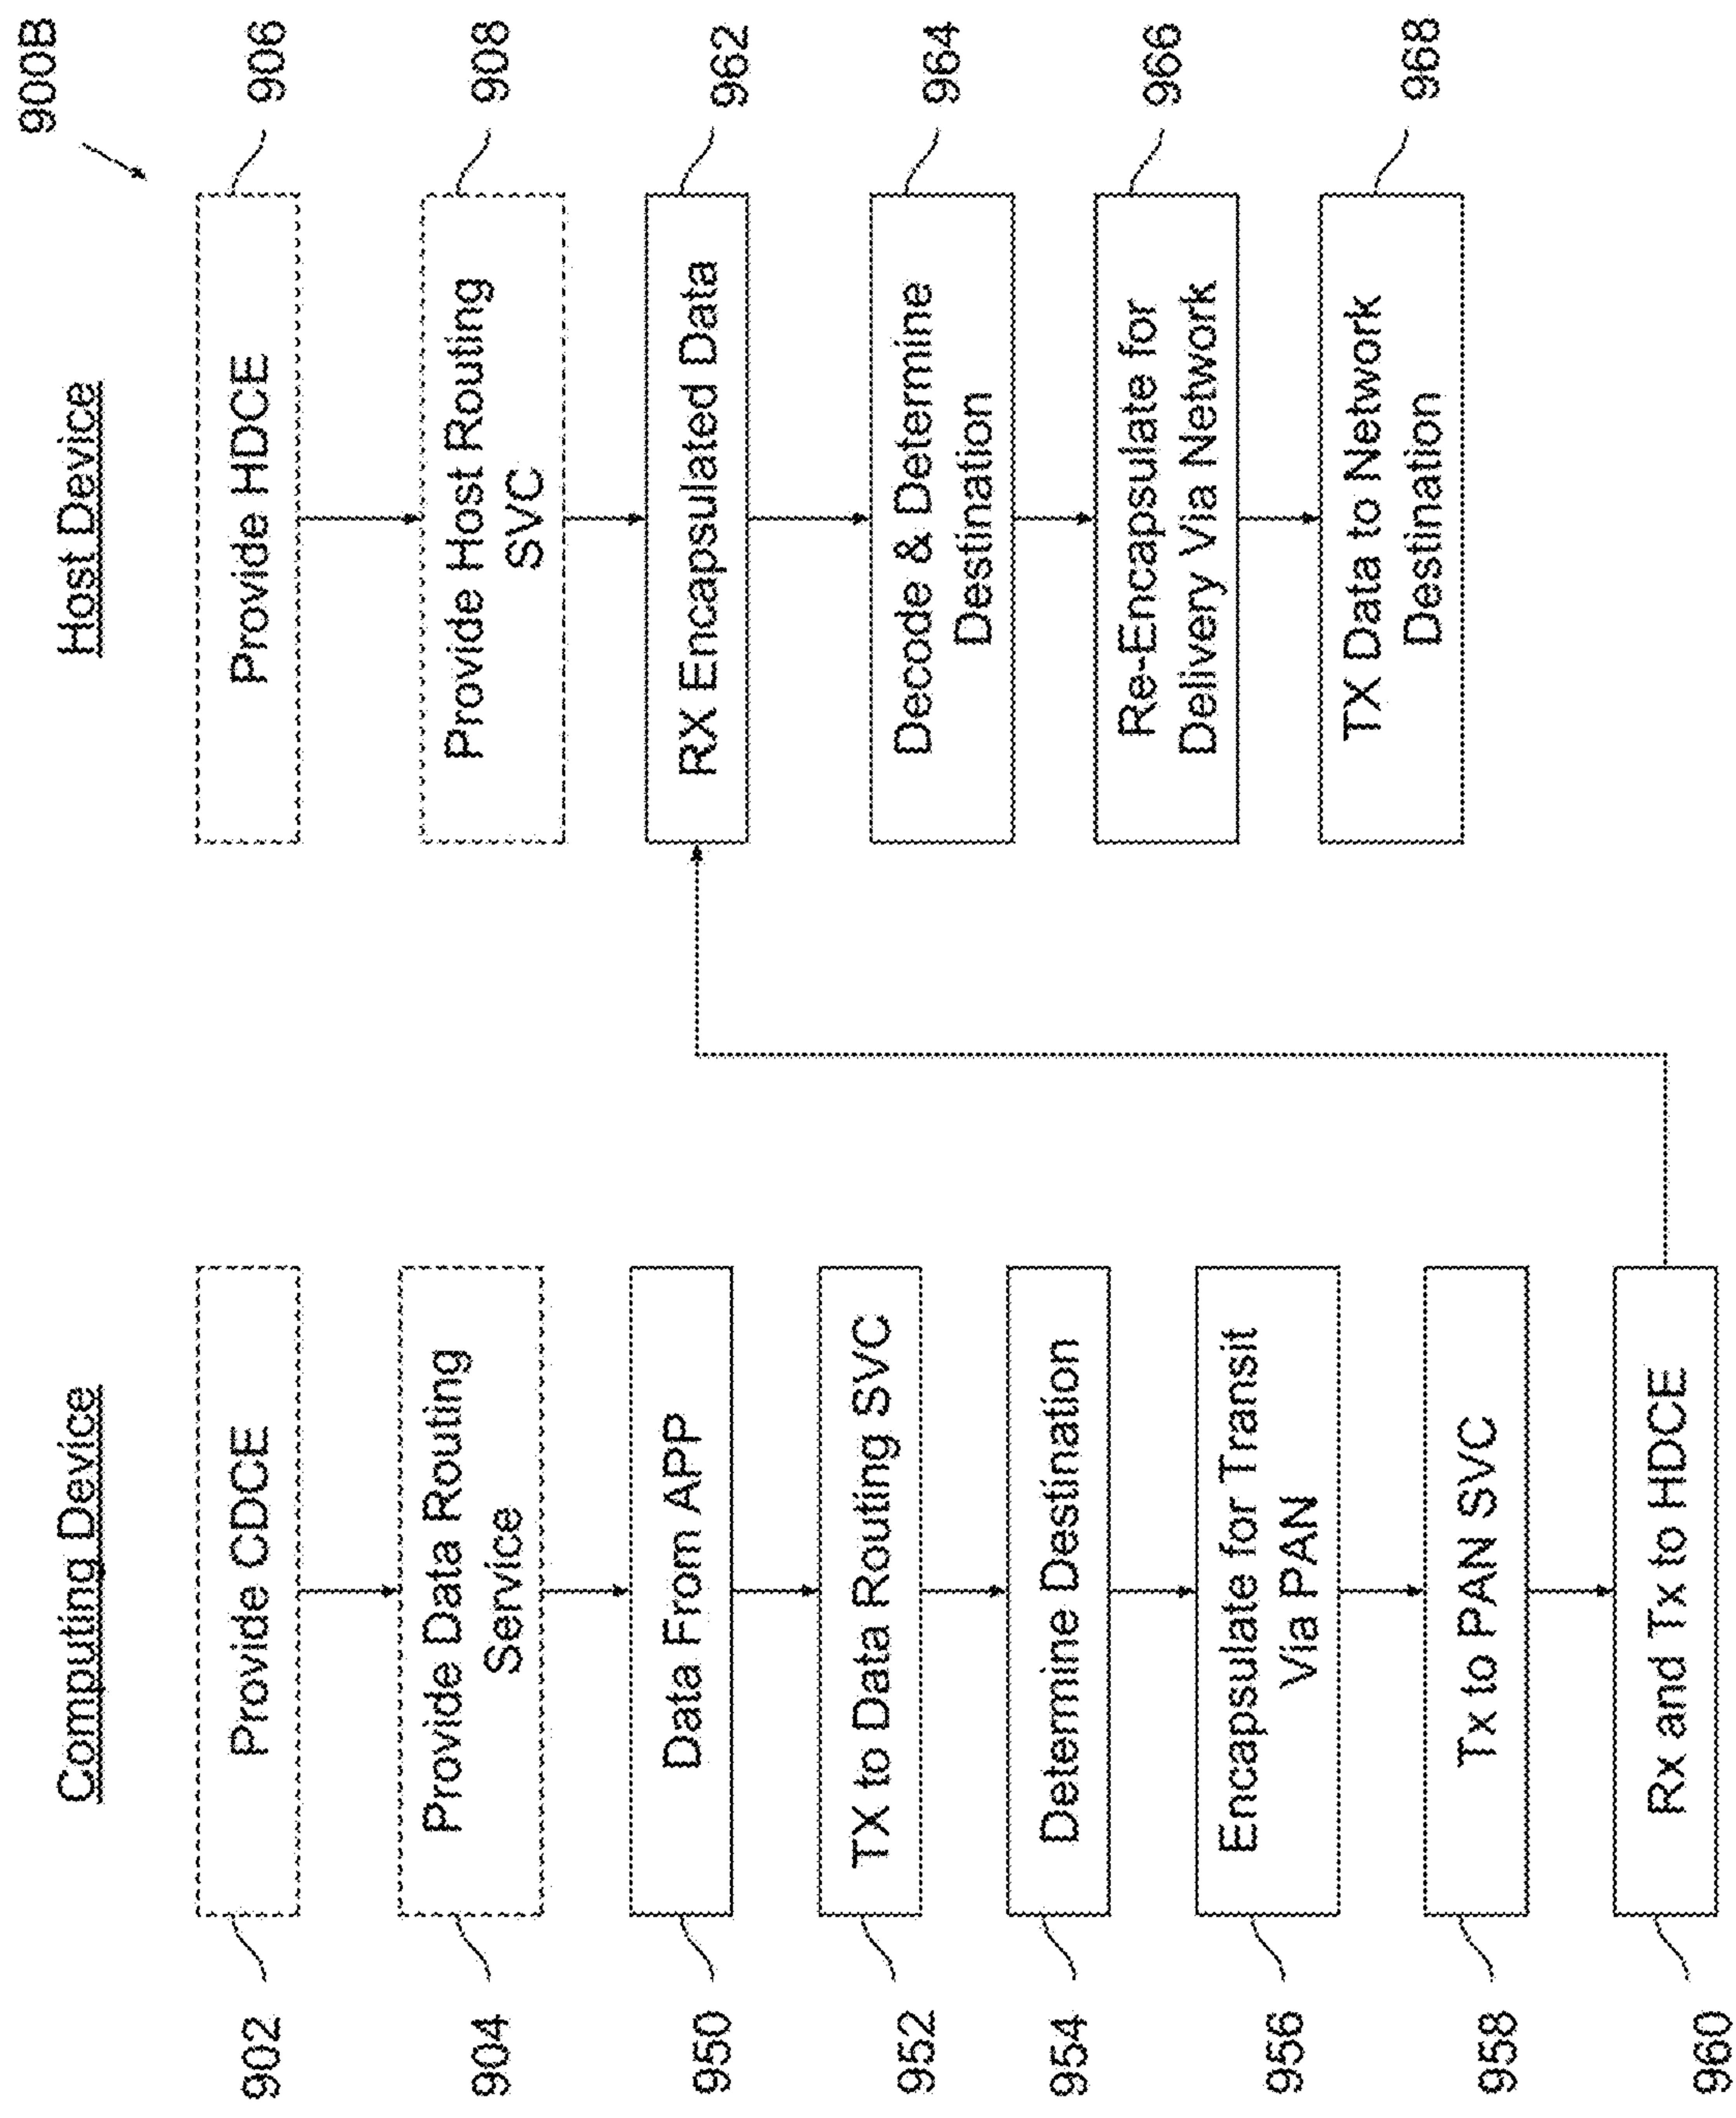 900B
Computing Device
902
Provide CDCE
904
Provide Data Routing
Service
950
Data From APP
952
TX to Data Routing SVC
954
Determine Destination
956
Encapsulate for Transit
Via PAN
958
Tx to PAN SVC
960
Rx and Tx to HDCE
Host Device
Provide HDCE
906
Provide Host Routing
SVC
908
RX Encapsulated Data
962
Decode & Determine
Destination
964
Re-Encapsulate for
Delivery Via Network
966
TX Data to Network
Destination
968